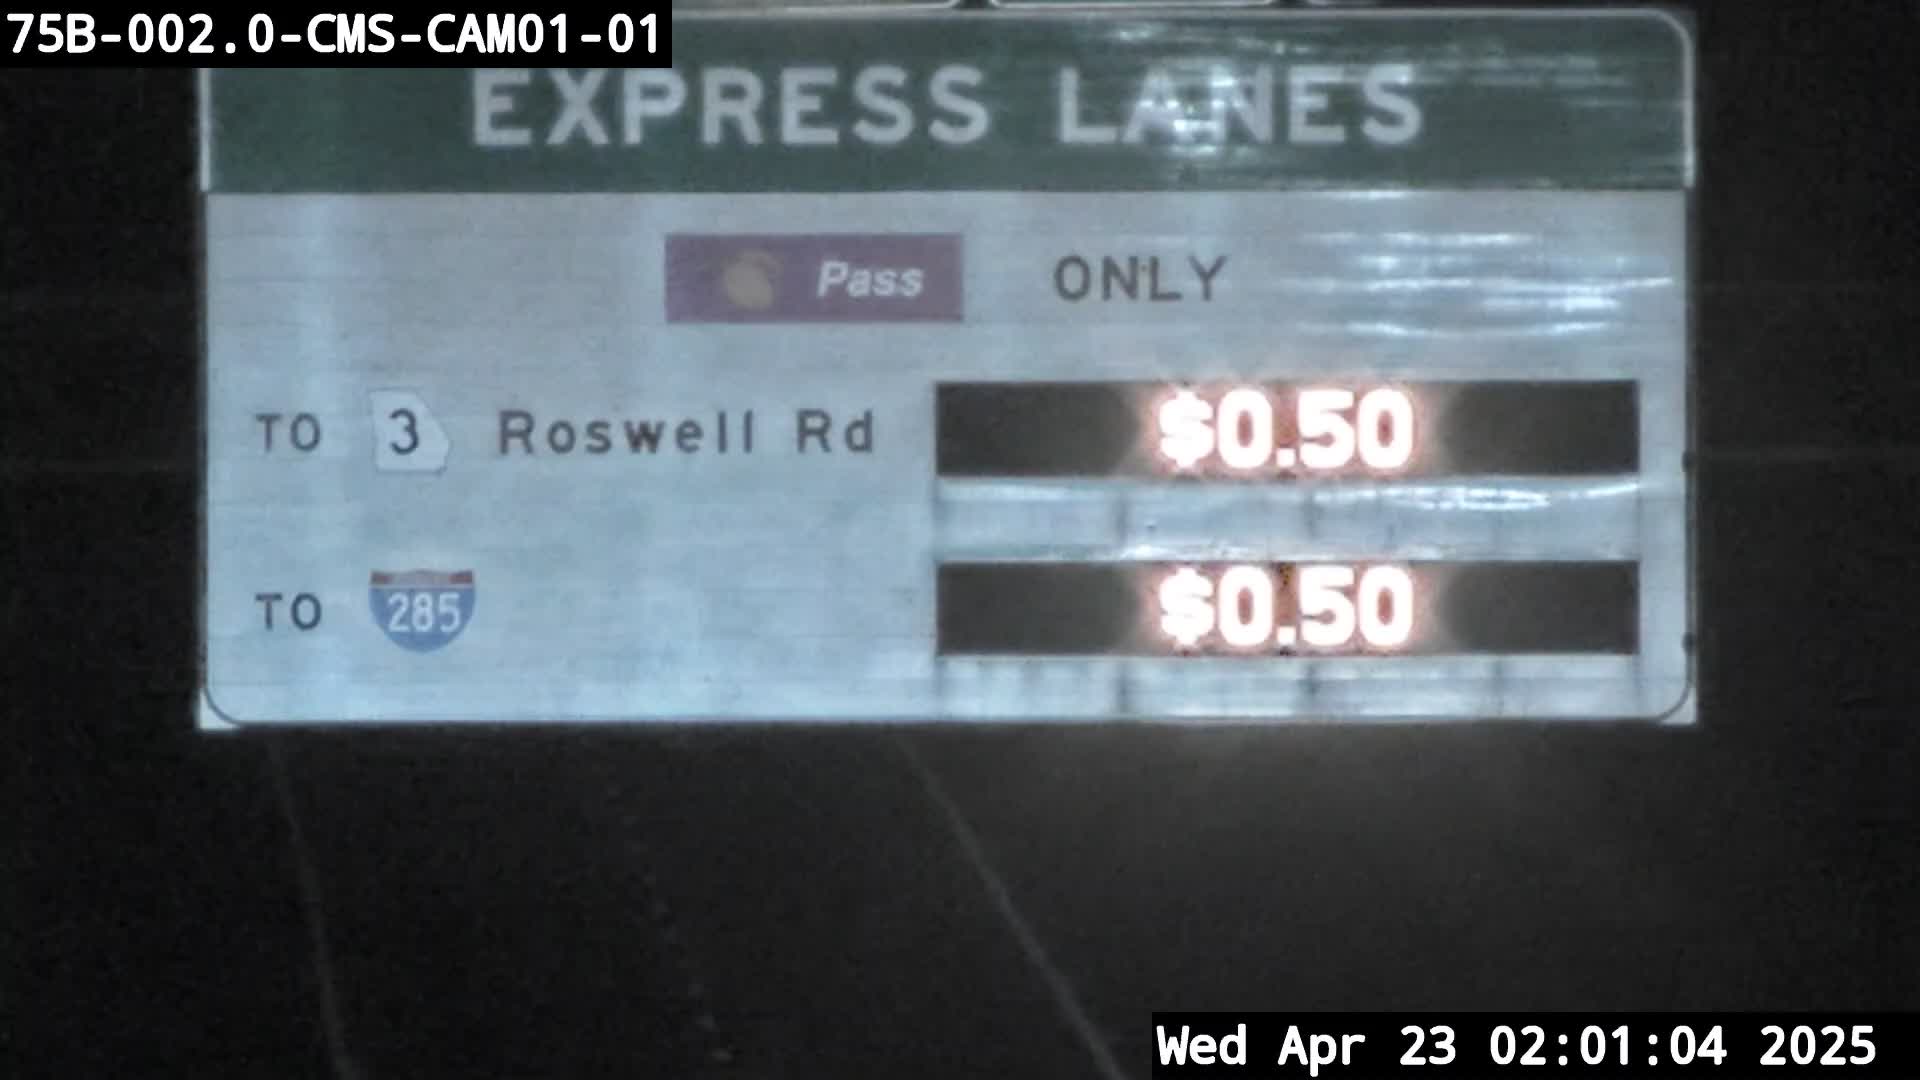 75B-002.0-CMS-CAM01-01
EXPRESS LANES
Pass ONLY
TO 3 Roswell Rd $0.50
TO 285 $0.50
Wed Apr 23 02:01:04 2025